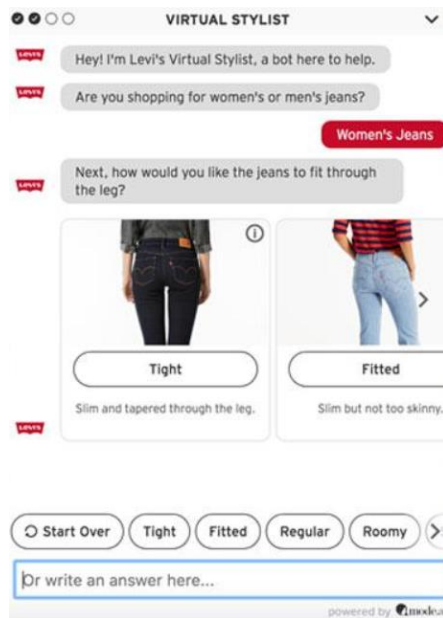 VIRTUAL STYLIST
Hey! I'm Levi's Virtual Stylist, a bot here to help.
Are you shopping for women's or men's jeans?
Women's Jeans
Next, how would you like the jeans to fit through
the leg?
Tight
Fitted
Slim and tapered through the leg.
Slim but not too skinny.
Start Over
Tight
Fitted
Regular
Roomy
Or write an answer here...
powered by